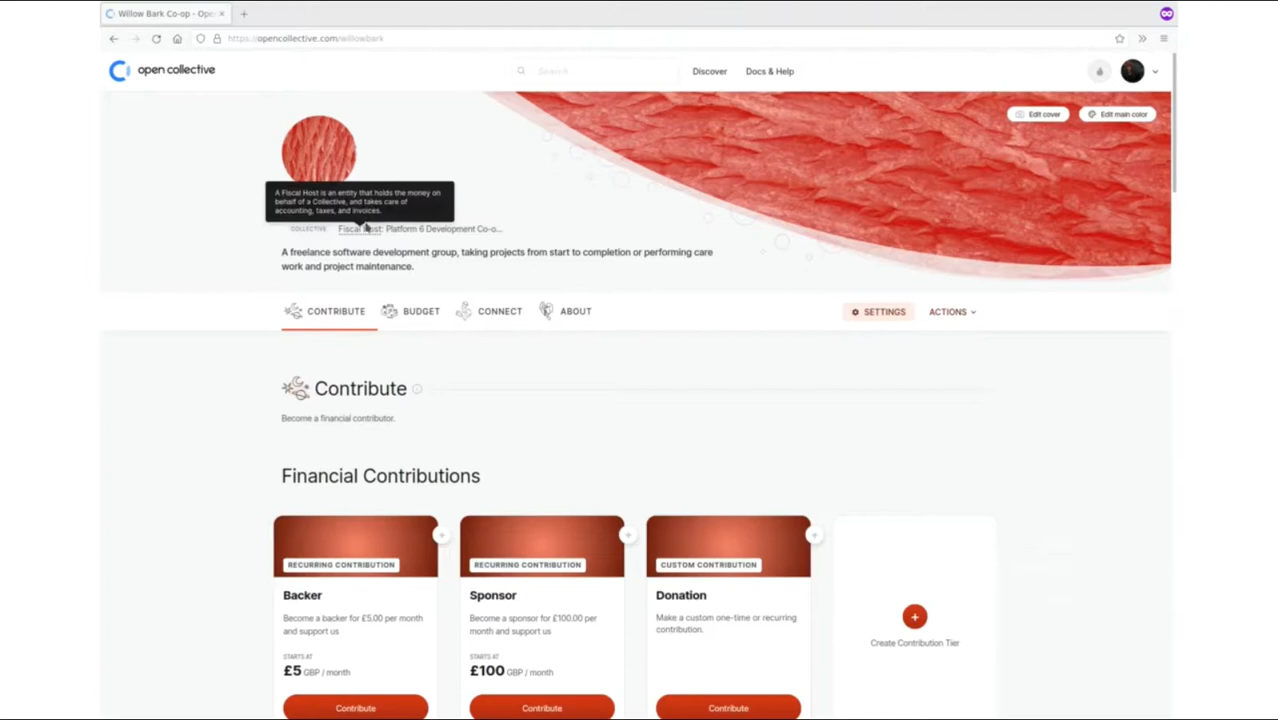 Willow Bark Co-op - Ope
https://opencollective.com/willowbark
open collective
Search...
Discover
Docs & Help
Edit cover
Edit main color
A Fiscal Host is an entity that holds the money on
behalf of a Collective, and takes care of
accounting, taxes, and invoices.
COLLECTIVE
Fiscal Host: Platform 6 Development Co-o...
A freelance software development group, taking projects from start to completion or performing care
work and project maintenance.
CONTRIBUTE
BUDGET
CONNECT
ABOUT
SETTINGS
ACTIONS
Contribute
Become a financial contributor.
Financial Contributions
RECURRING CONTRIBUTION
Backer
Become a backer for £5.00 per month
and support us
STARTS AT
£5 GBP / month
Contribute
RECURRING CONTRIBUTION
Sponsor
Become a sponsor for £100.00 per
month and support us
STARTS AT
£100 GBP / month
Contribute
CUSTOM CONTRIBUTION
Donation
Make a custom one-time or recurring
contribution.
Contribute
Create Contribution Tier